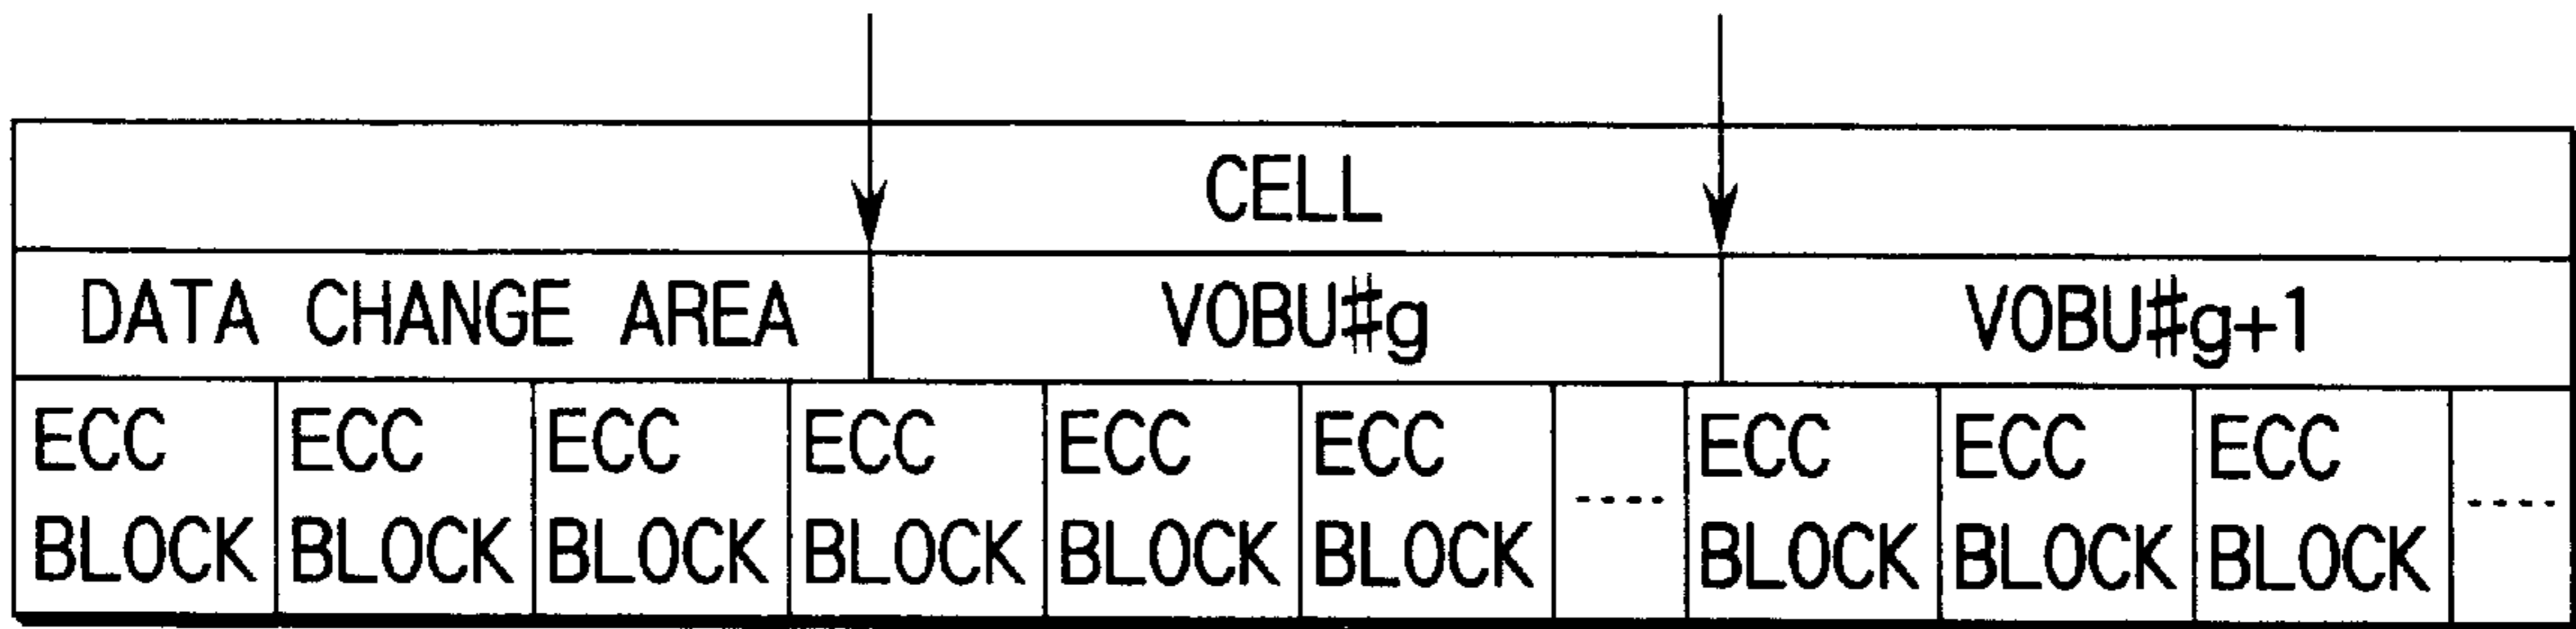 CELL
DATA CHANGE AREA VOBU#g VOBU#g+1
ECC ECC ECC ECC ECC ECC ECC ECC ECC
BLOCK BLOCK BLOCK BLOCK BLOCK BLOCK ---- BLOCK BLOCK BLOCK ----